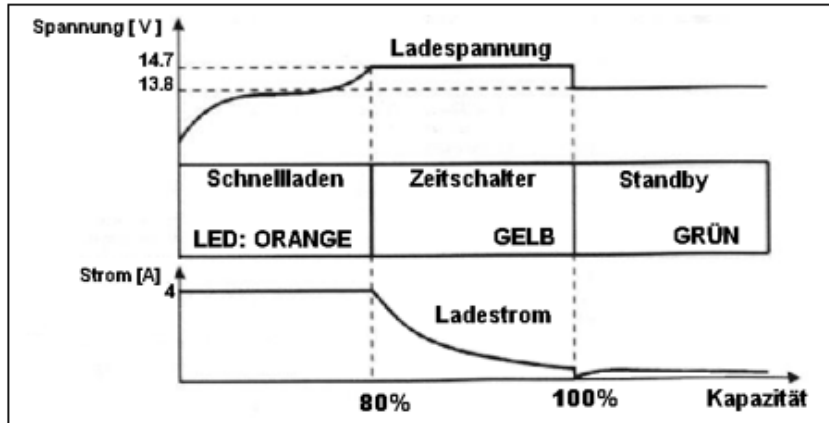 Spannung [ V ]
Ladespannung
14.7
13.8
Schnellladen Zeitschalter Standby
LED: ORANGE GELB GRÜN
Strom [A]
4
Ladestrom
80% 100% Kapazität